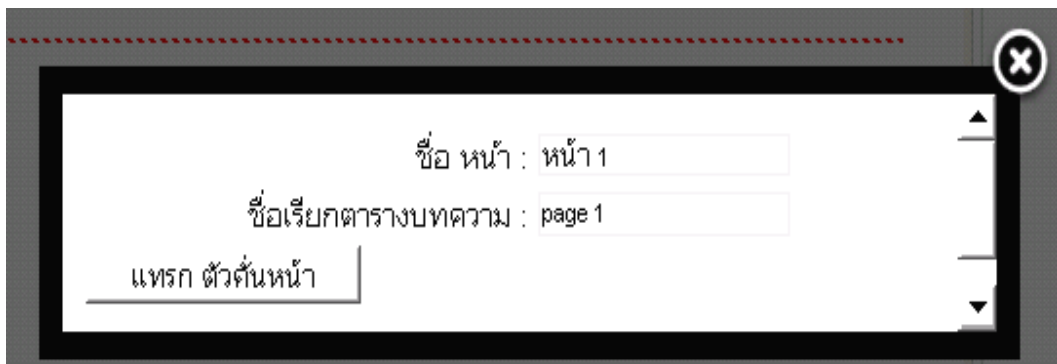 ชื่อ หน้า : หน้า 1
ชื่อเรียกตารางบทความ : page 1
แทรก ตัวคั่นหน้า